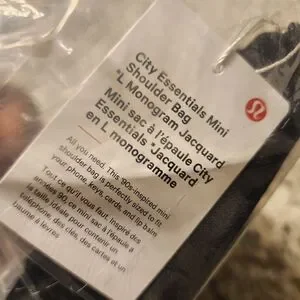 City Essentials Mini
Shoulder Bag
*L Monogram Jacquard
Mini sac à l'épaule City
Essentials *Jacquard
en L monogramme
All you need. This '90s-inspired mini
shoulder bag is perfectly sized to fit
your phone, keys, cards, and lip balm
Tout ce qu'il vous faut. Inspiré des
années 90, ce mini sac à l'épaule a
la taille idéale pour contenir un
téléphone, des clés, des cartes et un
baume à lèvres